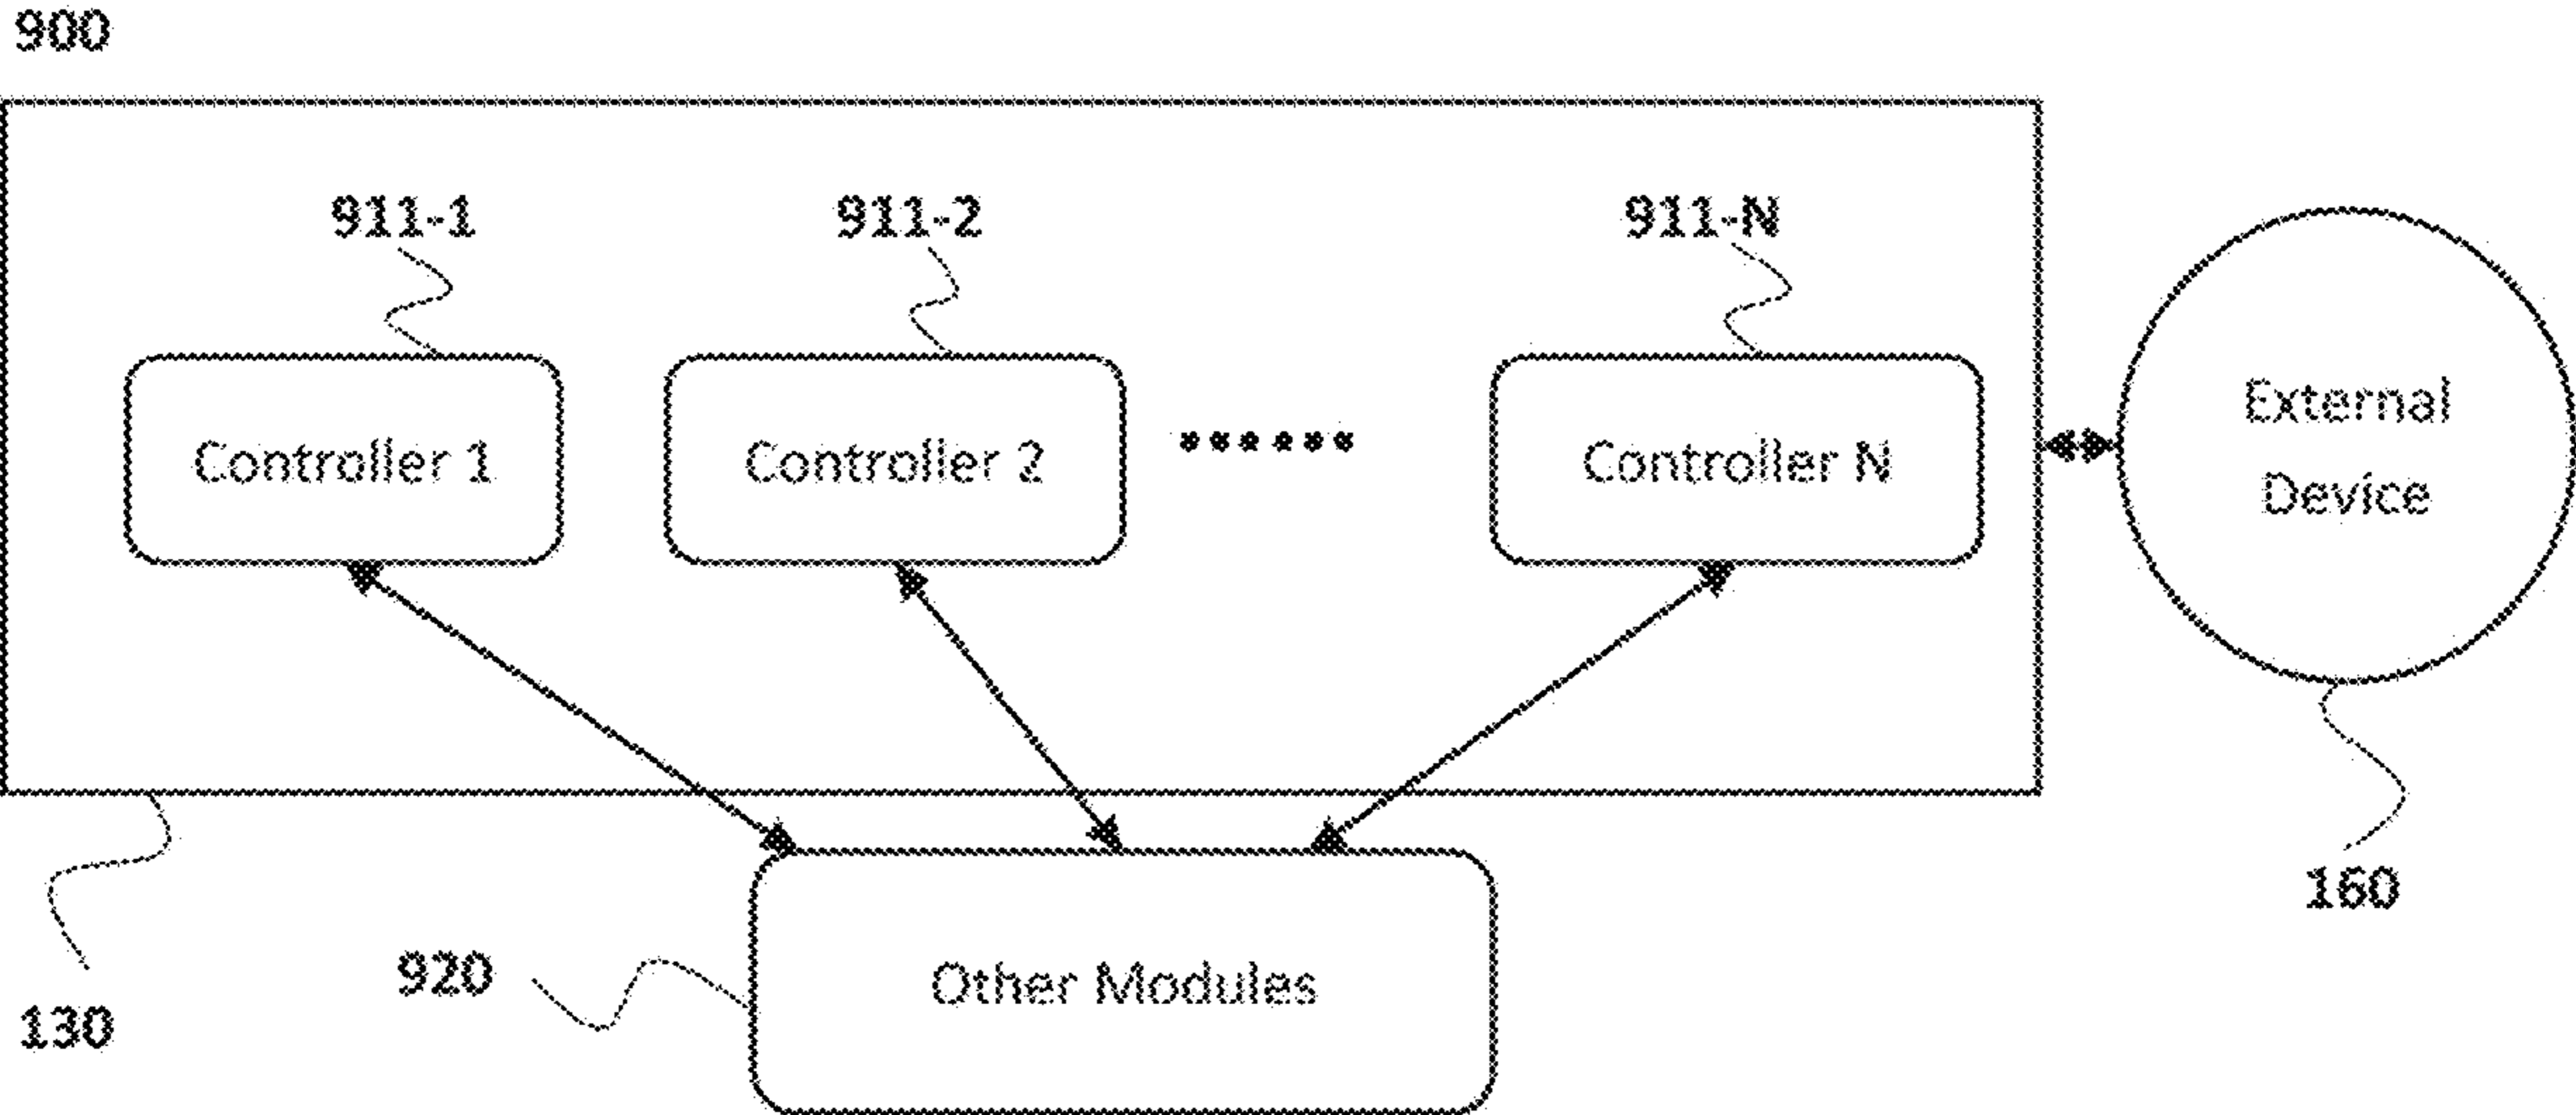 900
911-1
911-2
911-N
Controller 1
Controller 2
Controller N
External
Device
160
920
Other Modules
130